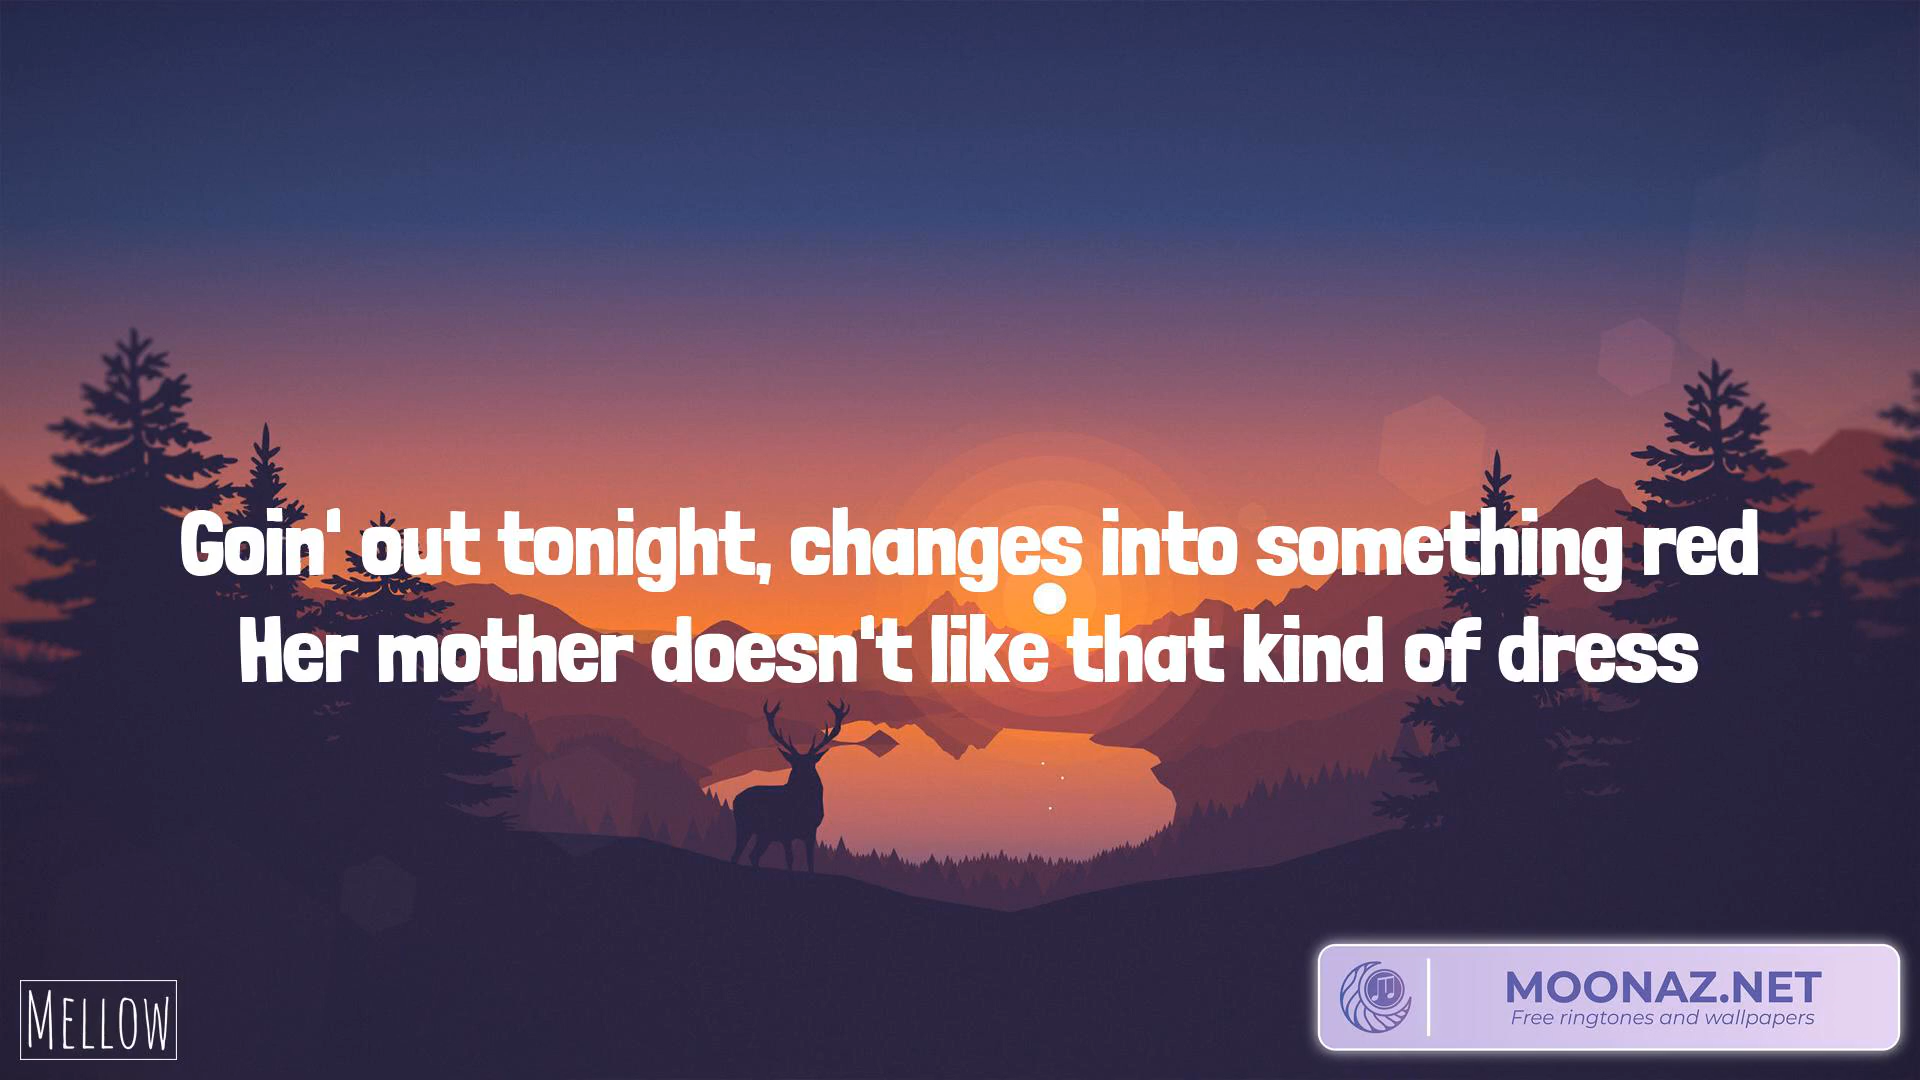 Goin' out tonight, changes into something red
Her mother doesn't like that kind of dress
MELLOW
MOONAZ.NET
Free ringtones and wallpapers